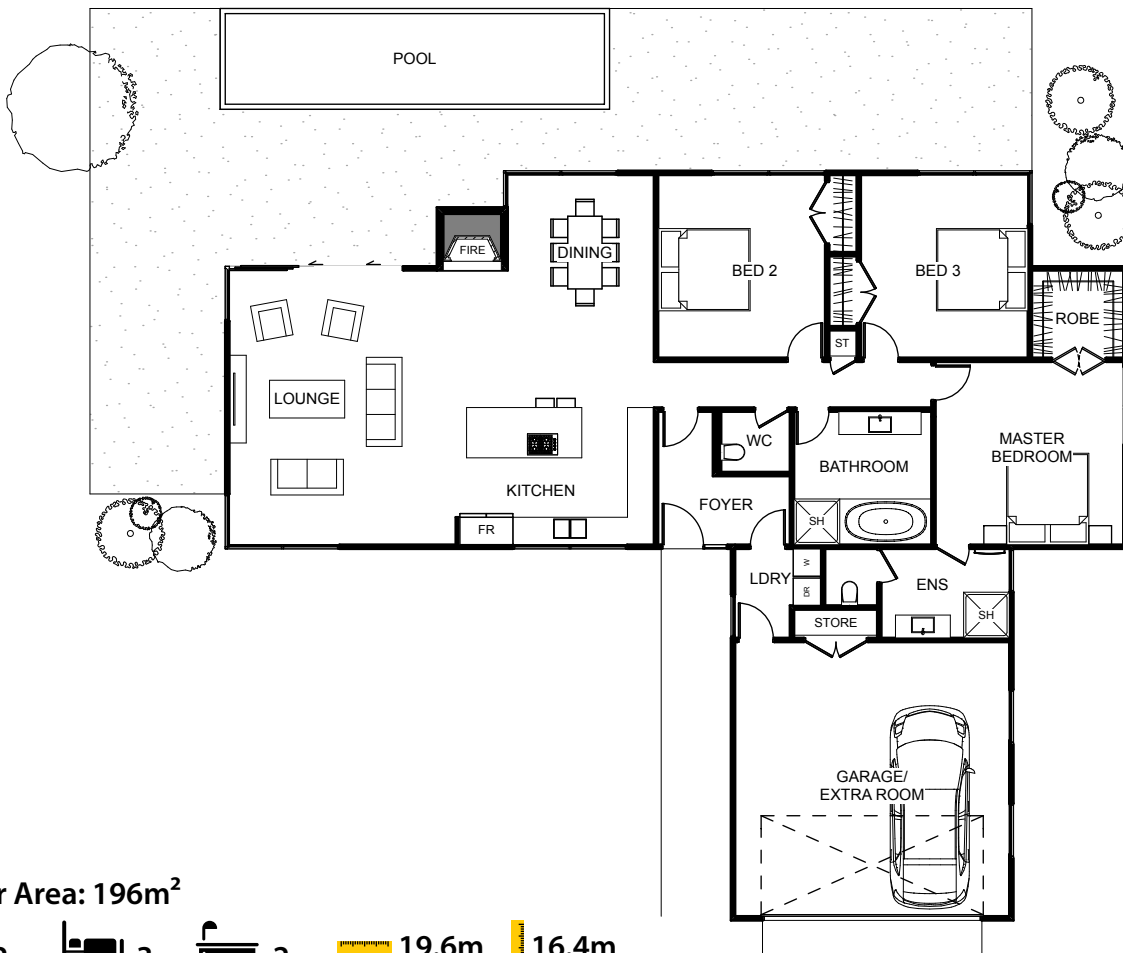 POOL
FIRE
DINING
BED 2
BED 3
ROBE
ST
LOUNGE
WC
MASTER
BEDROOM
BATHROOM
KITCHEN
FOYER
SH
FR
W
LDRY
DR
ENS
STORE
SH
GARAGE/
EXTRA ROOM
Area: 196m²
19.6m
16.4m